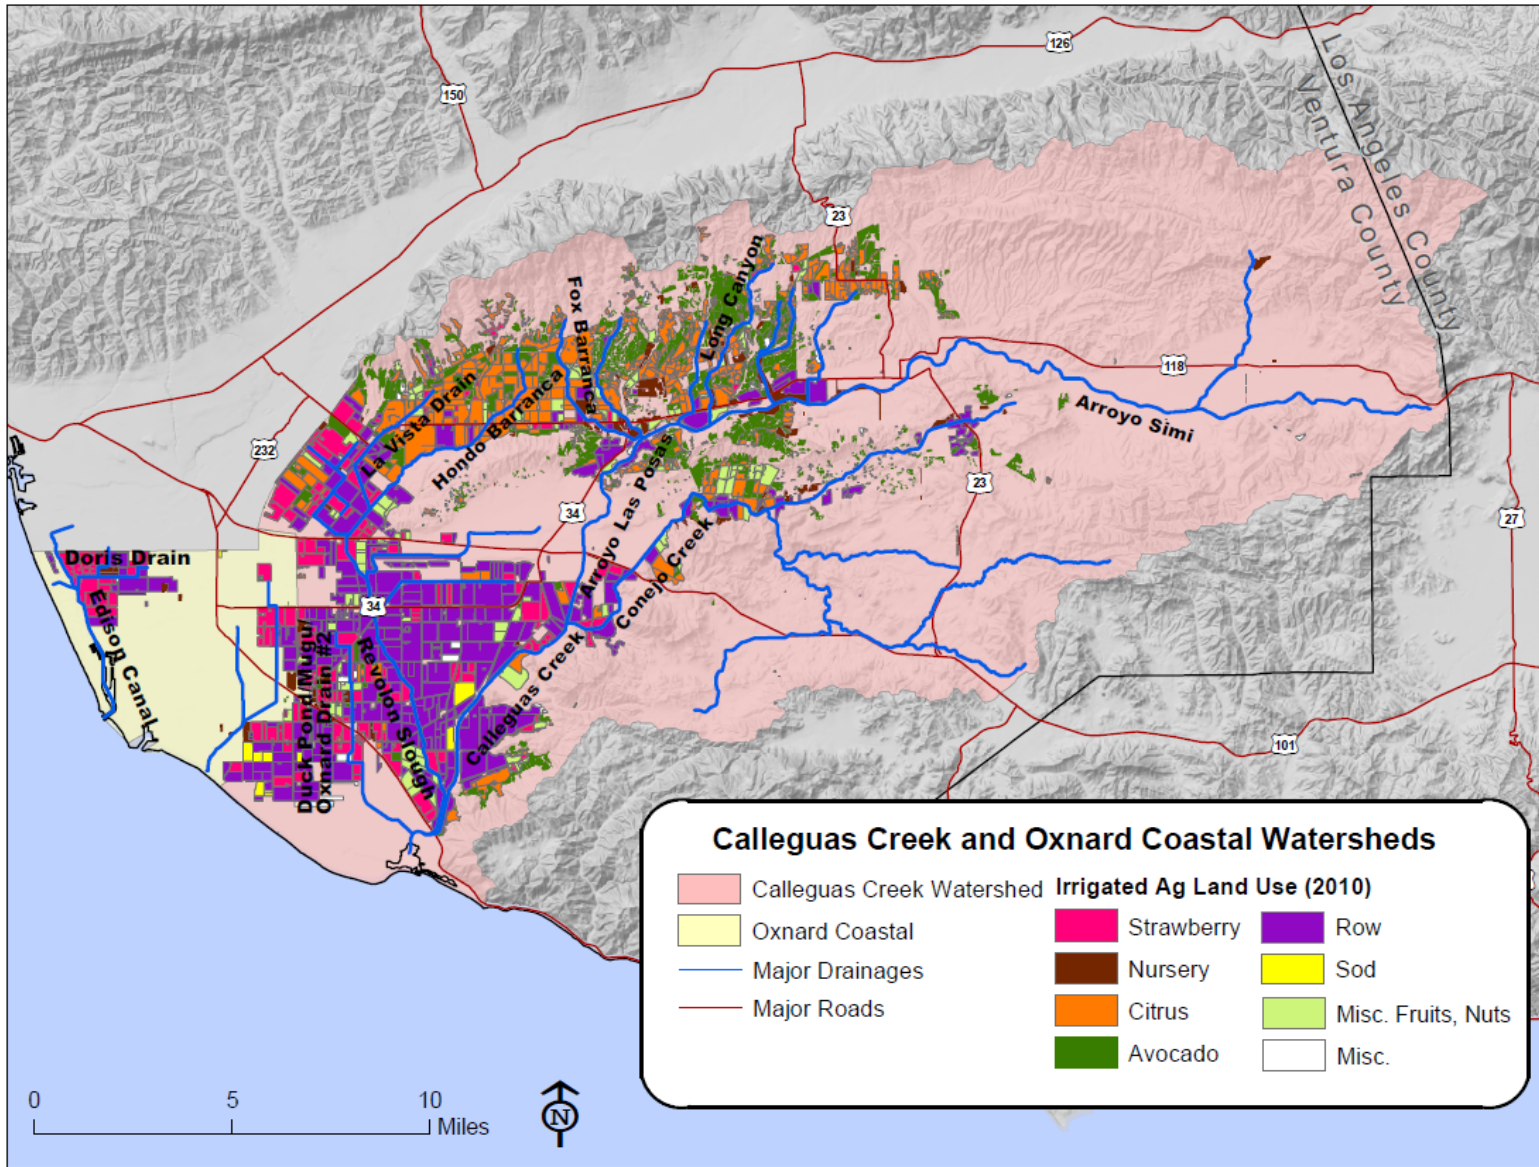 126
150
Los Angeles County
Ventura County
23
Long Canyon
Fox Barranca
118
La Vista Drain
Hondo Barranca
Arroyo Simi
232
Arroyo Las Posas
23
34
27
Conejo Creek
Doris Drain
Edison Canal
34
Duck Pond/Mugu/
Oxnard Drain #2
Revolon Slough
Calleguas Creek
101
Calleguas Creek and Oxnard Coastal Watersheds
Calleguas Creek Watershed
Oxnard Coastal
Major Drainages
Major Roads
Irrigated Ag Land Use (2010)
Strawberry
Nursery
Citrus
Avocado
Row
Sod
Misc. Fruits, Nuts
Misc.
0 5 10
Miles
N